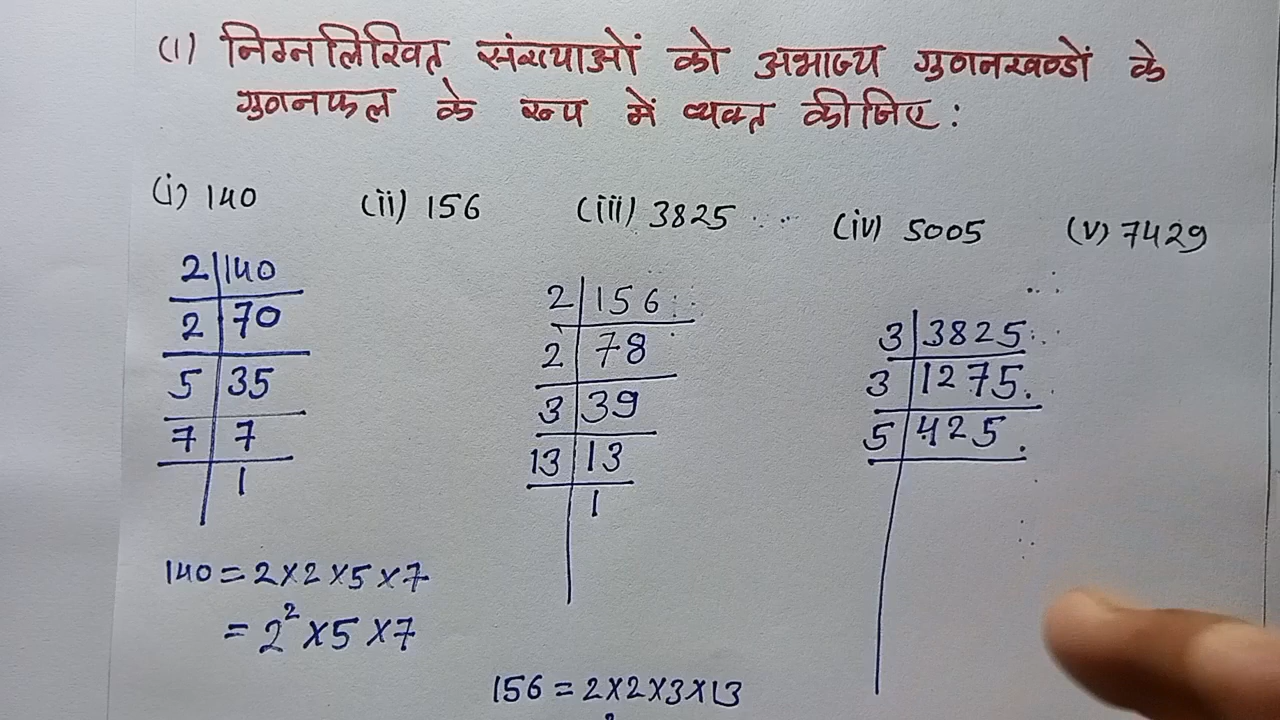 (1) निम्नलिखित संख्याओं को अभाज्य गुणनखण्डों के
गुणनफल के रूप में व्यक्त कीजिए :
(i) 140 (ii) 156 (iii) 3825 (iv) 5005 (v) 7429
2 140
2 70
5 35
7 7
1
140 = 2×2×5×7
= 2² ×5×7
2 156
2 78
3 39
13 13
1
156 = 2×2×3×13
3 3825
3 1275
5 425